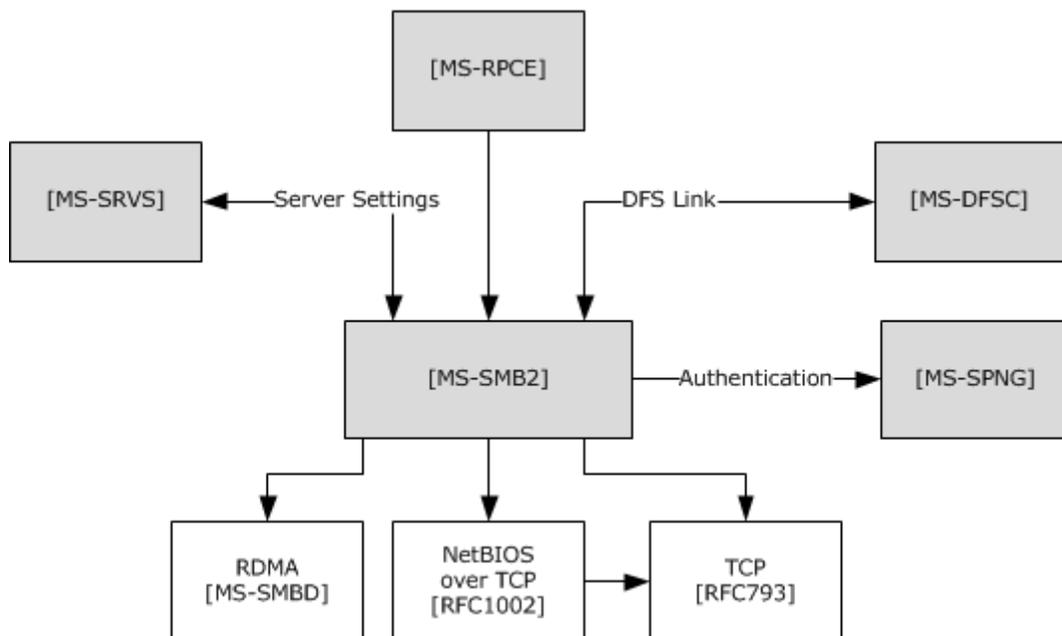 [MS-RPCE]
[MS-SRVS]
Server Settings
DFS Link
[MS-DFSC]
[MS-SMB2]
Authentication
[MS-SPNG]
RDMA
[MS-SMBD]
NetBIOS
over TCP
[RFC1002]
TCP
[RFC793]